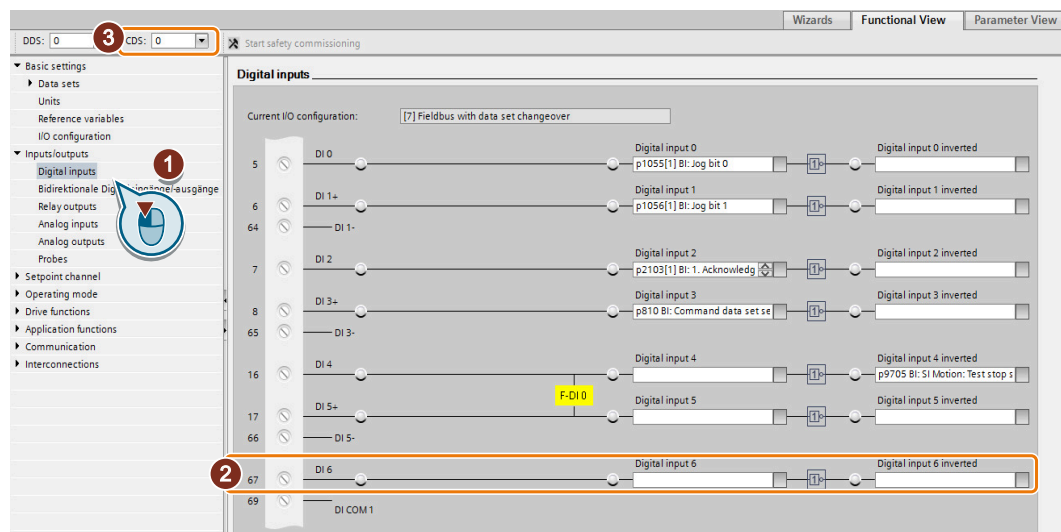 Wizards Functional View Parameter View
DDS: 0 3 CDS: 0 Start safety commissioning
Basic settings
Data sets
Units
Reference variables
I/O configuration
Inputs/outputs
Digital inputs
1
Relay outputs
Analog inputs
Analog outputs
Probes
Setpoint channel
Operating mode
Drive functions
Application functions
Communication
Interconnections
Digital inputs
Current I/O configuration: [7] Fieldbus with data set changeover
Digital input 0 Digital input 0 inverted
5 DI 0 p1055[1] BI: Jog bit 0 1
Digital input 1 Digital input 1 inverted
6 DI 1+ p1056[1] BI: Jog bit 1 1
64 DI 1-
Digital input 2 Digital input 2 inverted
7 DI 2 p2103[1] BI: 1. Acknowledg 1
Digital input 3 Digital input 3 inverted
8 DI 3+ p810 BI: Command data set se 1
65 DI 3-
Digital input 4 Digital input 4 inverted
16 DI 4 1 p9705 BI: SI Motion: Test stop s
F-DI 0
Digital input 5 Digital input 5 inverted
17 DI 5+ 1
66 DI 5-
2
Digital input 6 Digital input 6 inverted
67 DI 6 1
69 DI COM 1